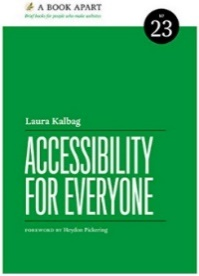 A BOOK APART
Brief books for people who make websites
Nº
23
Laura Kalbag
ACCESSIBILITY
FOR EVERYONE
FOREWORD BY Heydon Pickering